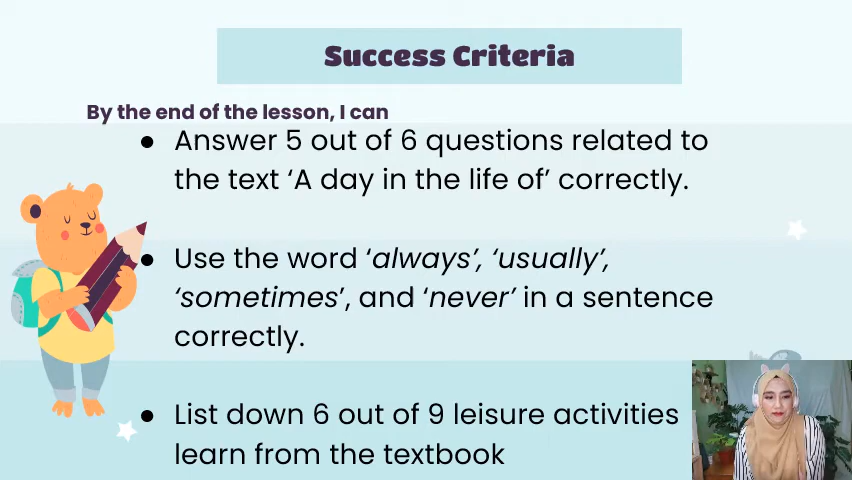 Success Criteria
By the end of the lesson, I can
● Answer 5 out of 6 questions related to
the text ‘A day in the life of’ correctly.
● Use the word ‘always’, ‘usually’,
‘sometimes’, and ‘never’ in a sentence
correctly.
● List down 6 out of 9 leisure activities
learn from the textbook